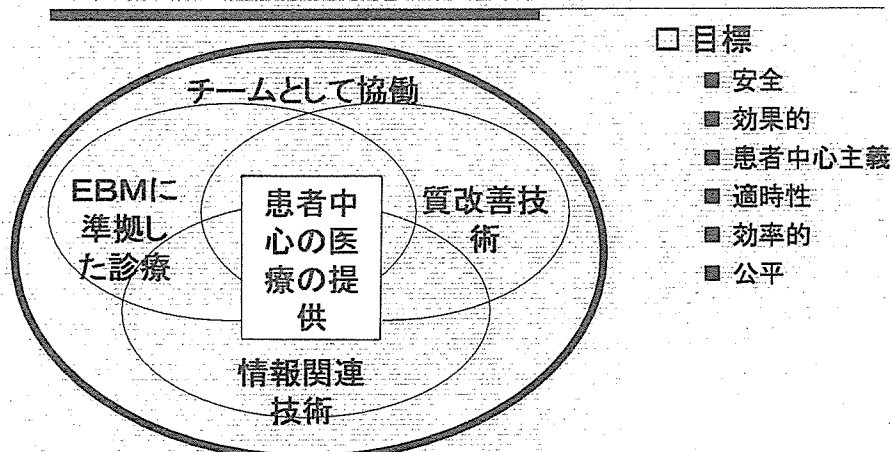 チームとして協働
EBMに
準拠し
た診療
患者中
心の医
療の提
供
質改善技
術
情報関連
技術
□ 目標
■ 安全
■ 効果的
■ 患者中心主義
■ 適時性
■ 効率的
■ 公平